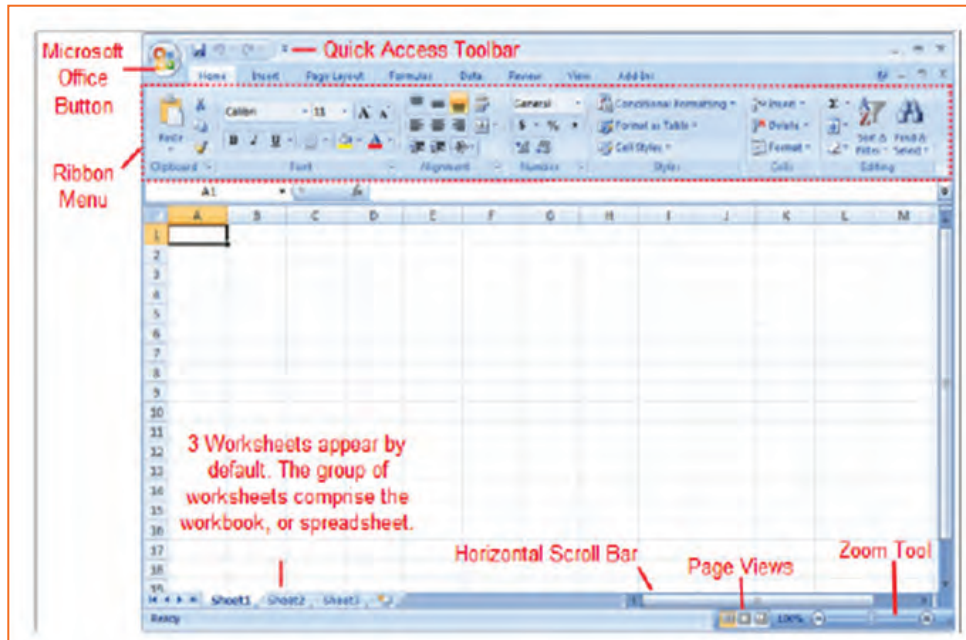 Microsoft
Office
Button
Quick Access Toolbar
Home Insert Page Layout Formulas Data Review View Add-Ins
Ribbon
Menu
Calibri 11 General Conditional Formatting Insert Σ
Paste B I U $ % Format as Table Delete Sort & Find &
Cell Styles Format Filter Select
Clipboard Font Alignment Number Styles Cells Editing
A1 fx
A B C D E F G H I J K L M
1
2
3
4
5
6
7
8
9
10
11
12
13
14
15
16
17
18
19
3 Worksheets appear by
default. The group of
worksheets comprise the
workbook, or spreadsheet.
Horizontal Scroll Bar
Page Views
Zoom Tool
Sheet1 Sheet2 Sheet3
Ready 100%